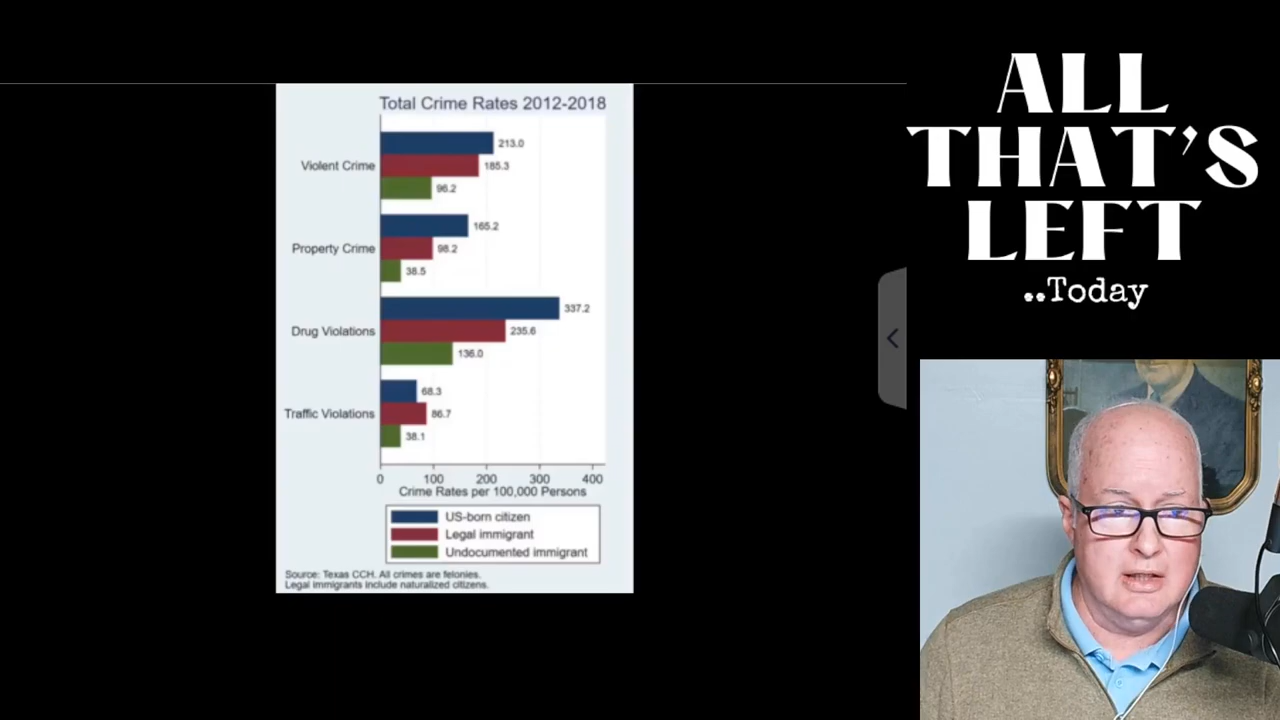 Total Crime Rates 2012-2018
Violent Crime
213.0
185.3
96.2
Property Crime
165.2
98.2
38.5
Drug Violations
337.2
235.6
136.0
Traffic Violations
68.3
86.7
38.1
0 100 200 300 400
Crime Rates per 100,000 Persons
US-born citizen
Legal immigrant
Undocumented immigrant
Source: Texas CCH. All crimes are felonies.
Legal immigrants include naturalized citizens.
ALL
THAT'S
LEFT
..Today